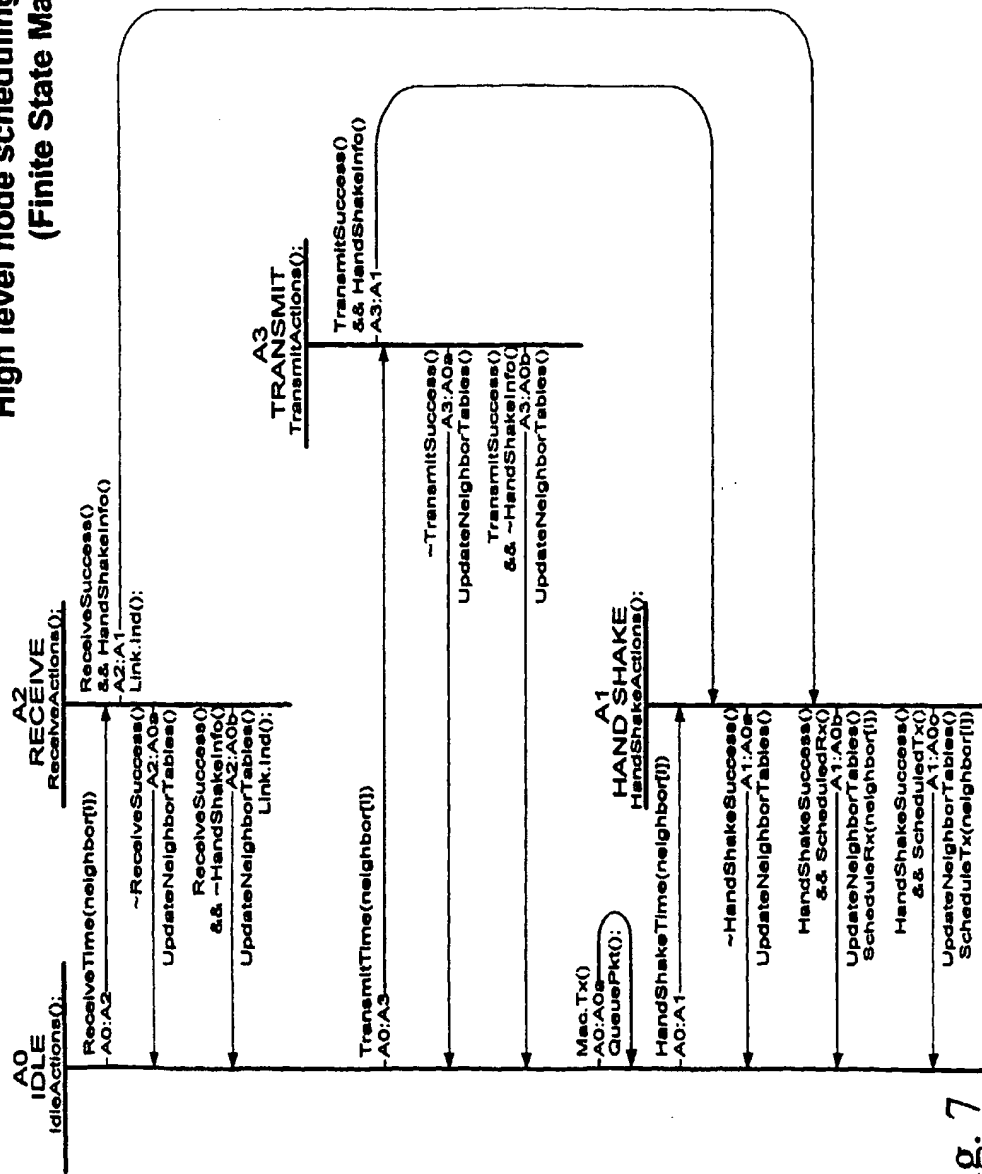 High level node scheduling
(Finite State Ma
A0
IDLE
IdleActions();
A2
RECEIVE
ReceiveActions();
A3
TRANSMIT
TransmitActions();
A1
HAND SHAKE
HandShakeActions();
ReceiveTime(neighbor[i])
A0:A2
~ReceiveSuccess()
A2:A0a
UpdateNeighborTables()
ReceiveSuccess()
&& ~HandShakeInfo()
A2:A0b
UpdateNeighborTables()
Link.Ind();
ReceiveSuccess()
&& HandShakeInfo()
A2:A1
Link.Ind();
TransmitTime(neighbor[i])
A0:A3
~TransmitSuccess()
A3:A0a
UpdateNeighborTables()
TransmitSuccess()
&& ~HandShakeInfo()
A3:A0b
UpdateNeighborTables()
TransmitSuccess()
&& HandShakeInfo()
A3:A1
Mac.Tx()
A0:A0a
QueuePkt();
HandShakeTime(neighbor[i])
A0:A1
~HandShakeSuccess()
A1:A0a
UpdateNeighborTables()
HandShakeSuccess()
&& ScheduledRx()
A1:A0b
UpdateNeighborTables()
ScheduleRx(neighbor[i])
HandShakeSuccess()
&& ScheduledTx()
A1:A0c
UpdateNeighborTables()
ScheduleTx(neighbor[i])
g. 7